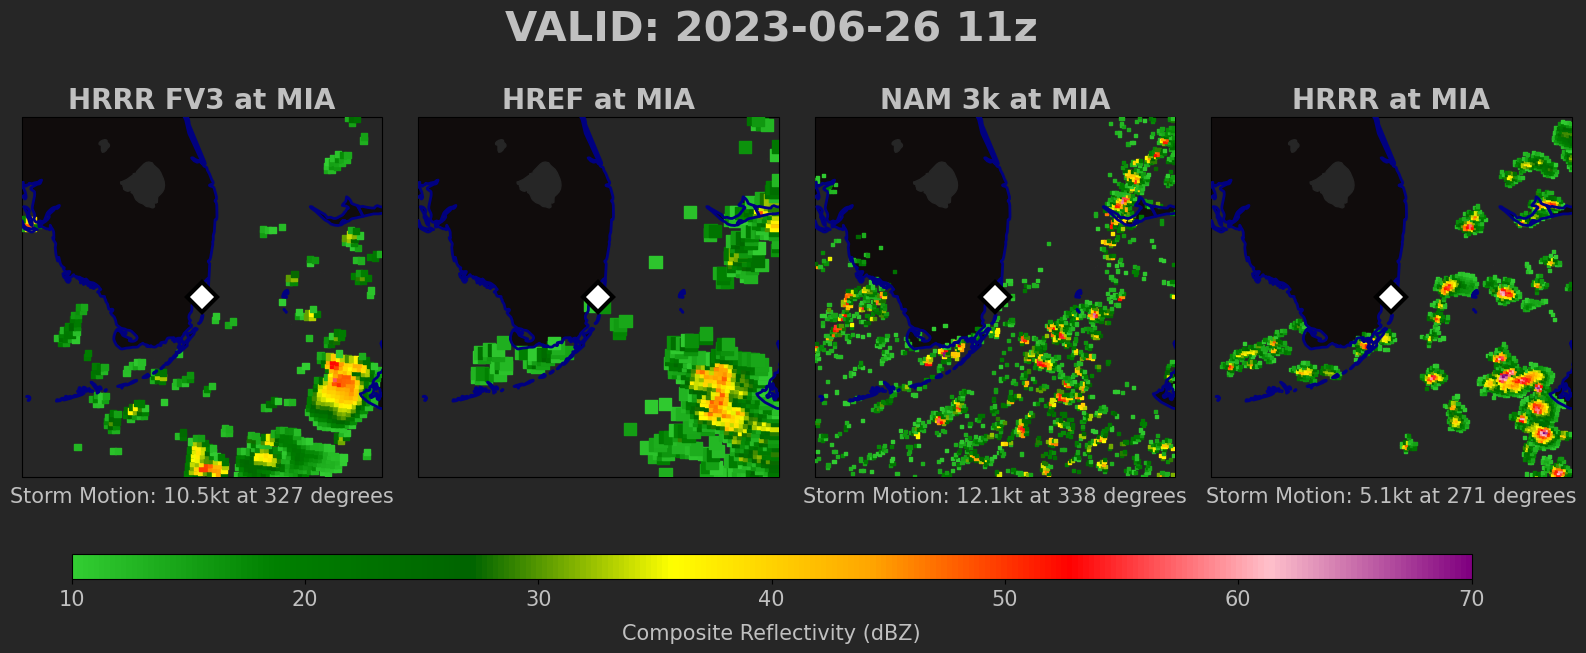 VALID: 2023-06-26 11z
HRRR FV3 at MIA
HREF at MIA
NAM 3k at MIA
HRRR at MIA
Storm Motion: 10.5kt at 327 degrees
Storm Motion: 12.1kt at 338 degrees
Storm Motion: 5.1kt at 271 degrees
10 20 30 40 50 60 70
Composite Reflectivity (dBZ)